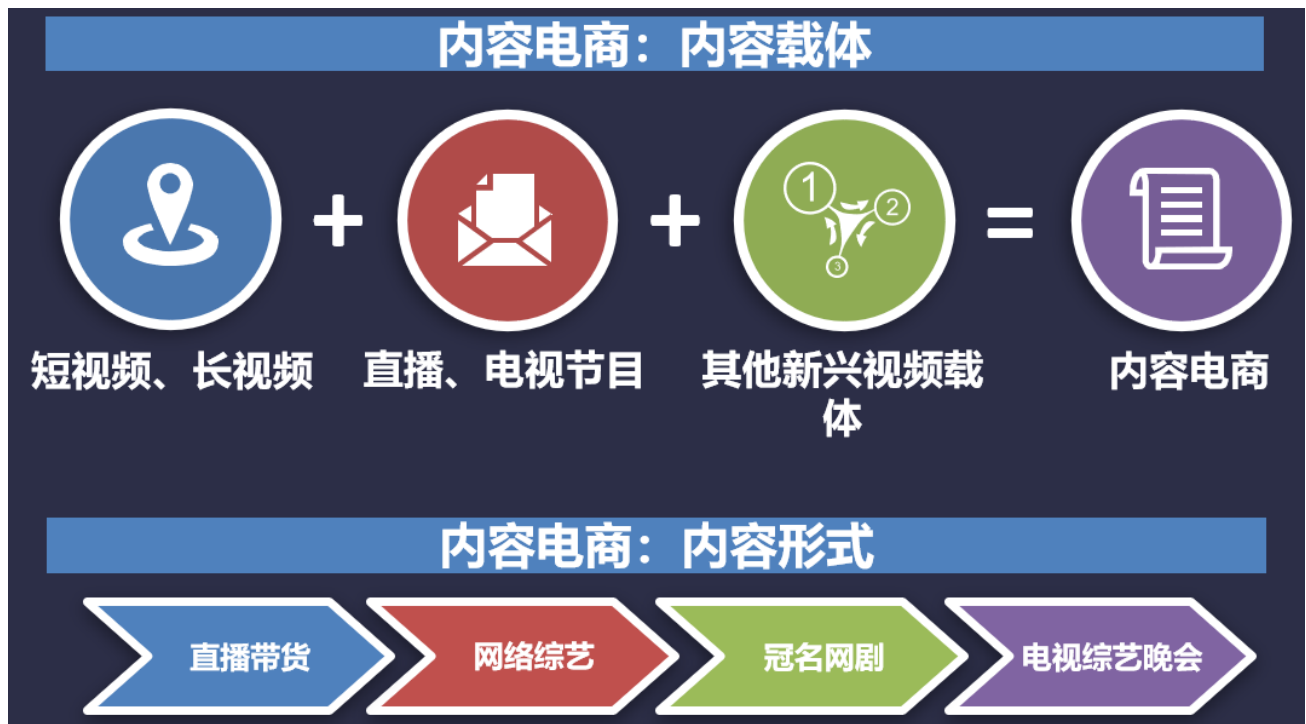 内容电商：内容载体
1
2
3
+
+
=
短视频、长视频
直播、电视节目
其他新兴视频载
体
内容电商
内容电商：内容形式
直播带货
网络综艺
冠名网剧
电视综艺晚会